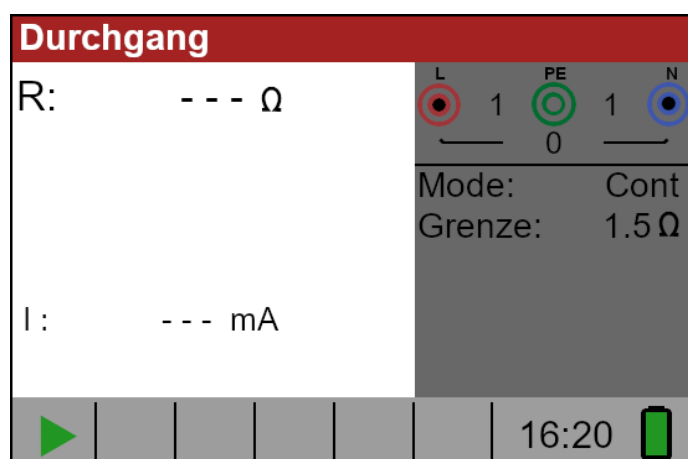 Durchgang
R: - - - Ω
L PE N
1 1
0
Mode: Cont
Grenze: 1.5 Ω
I : - - - mA
16:20